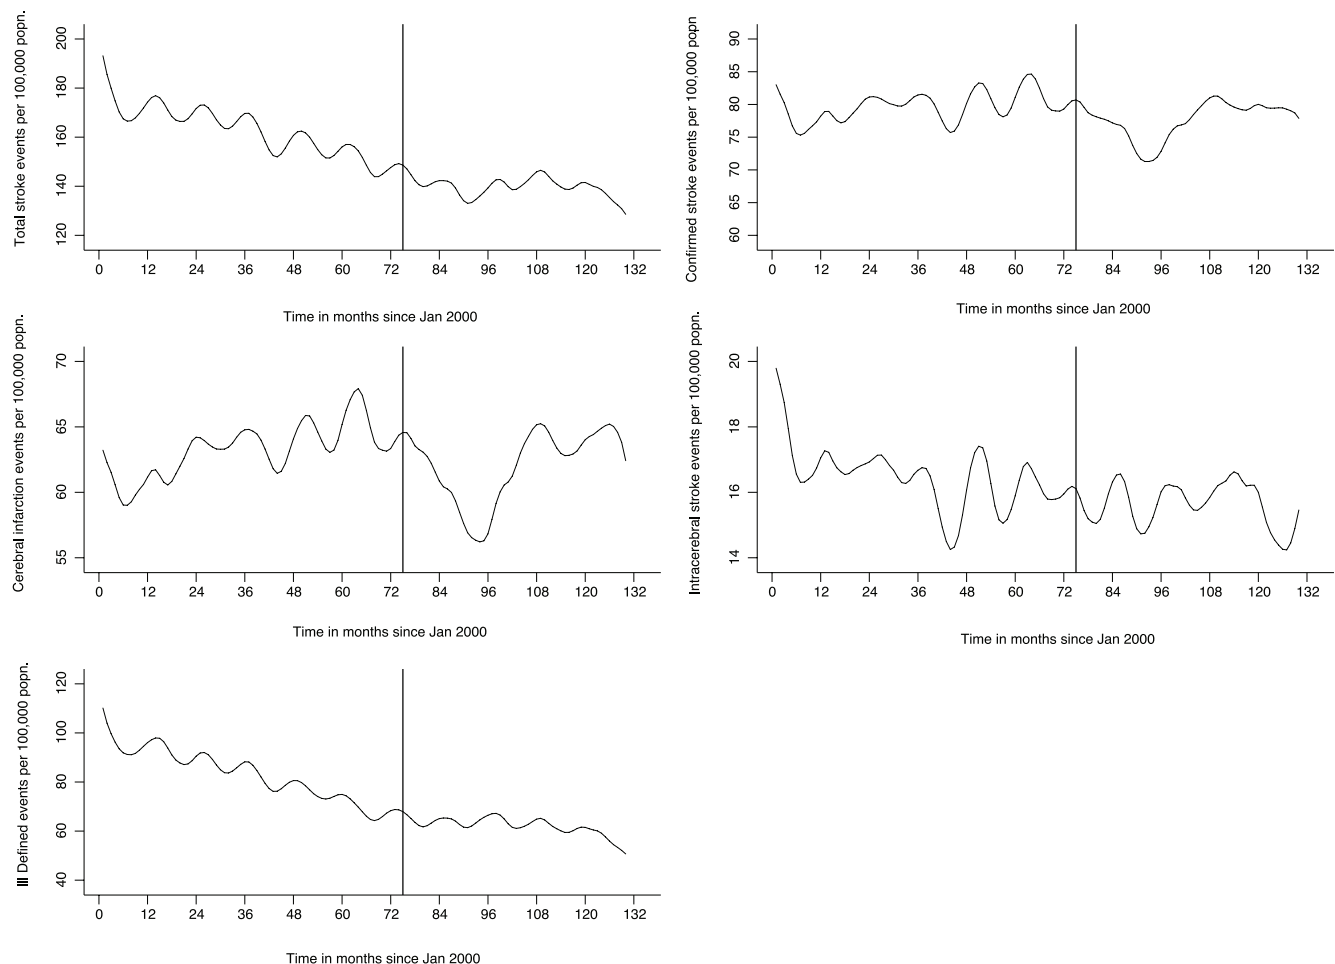 Total stroke events per 100,000 popn.
200
180
160
140
120
0 12 24 36 48 60 72 84 96 108 120 132
Time in months since Jan 2000
Confirmed stroke events per 100,000 popn
90
85
80
75
70
65
60
0 12 24 36 48 60 72 84 96 108 120 132
Time in months since Jan 2000
Cerebral infarction events per 100,000 popn.
70
65
60
55
0 12 24 36 48 60 72 84 96 108 120 132
Time in months since Jan 2000
Intracerebral stroke events per 100,000 popn.
20
18
16
14
0 12 24 36 48 60 72 84 96 108 120 132
Time in months since Jan 2000
Ill Defined events per 100,000 popn.
120
100
80
60
40
0 12 24 36 48 60 72 84 96 108 120 132
Time in months since Jan 2000